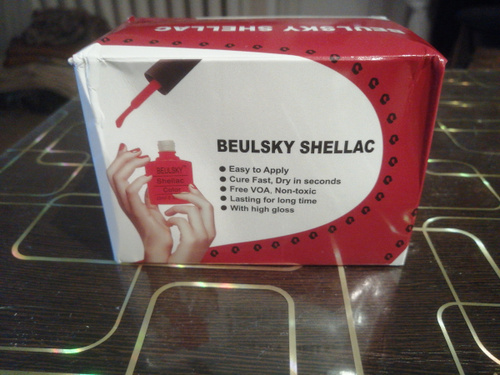 BEULSKY SHELLAC
BEULSKY SHELLAC
● Easy to Apply
● Cure Fast, Dry in seconds
● Free VOA, Non-toxic
● Lasting for long time
● With high gloss
BEULSKY
Shellac